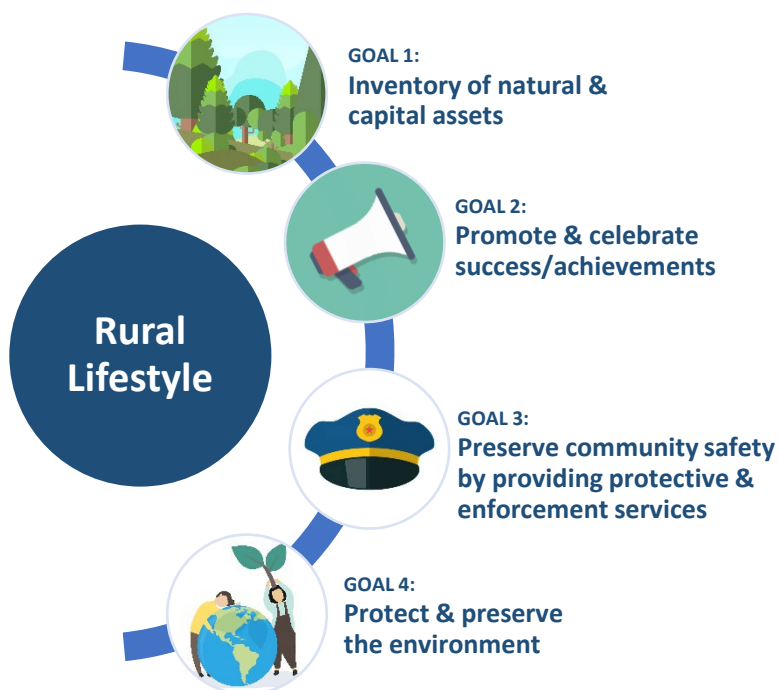 GOAL 1:
Inventory of natural &
capital assets
GOAL 2:
Promote & celebrate
success/achievements
Rural
Lifestyle
GOAL 3:
Preserve community safety
by providing protective &
enforcement services
GOAL 4:
Protect & preserve
the environment